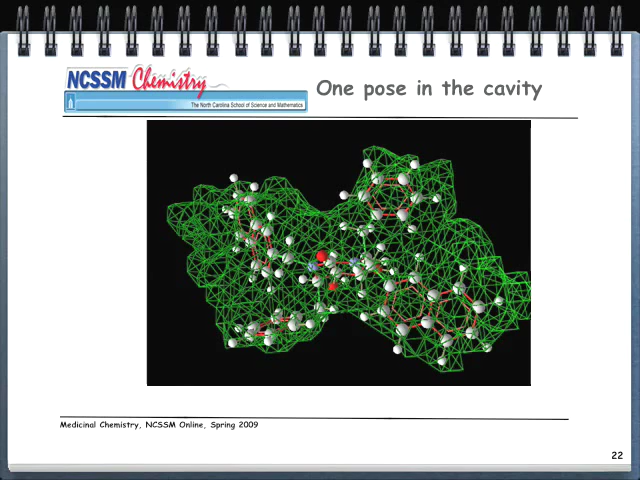 NCSSM Chemistry
The North Carolina School of Science and Mathematics
One pose in the cavity
Medicinal Chemistry, NCSSM Online, Spring 2009
22